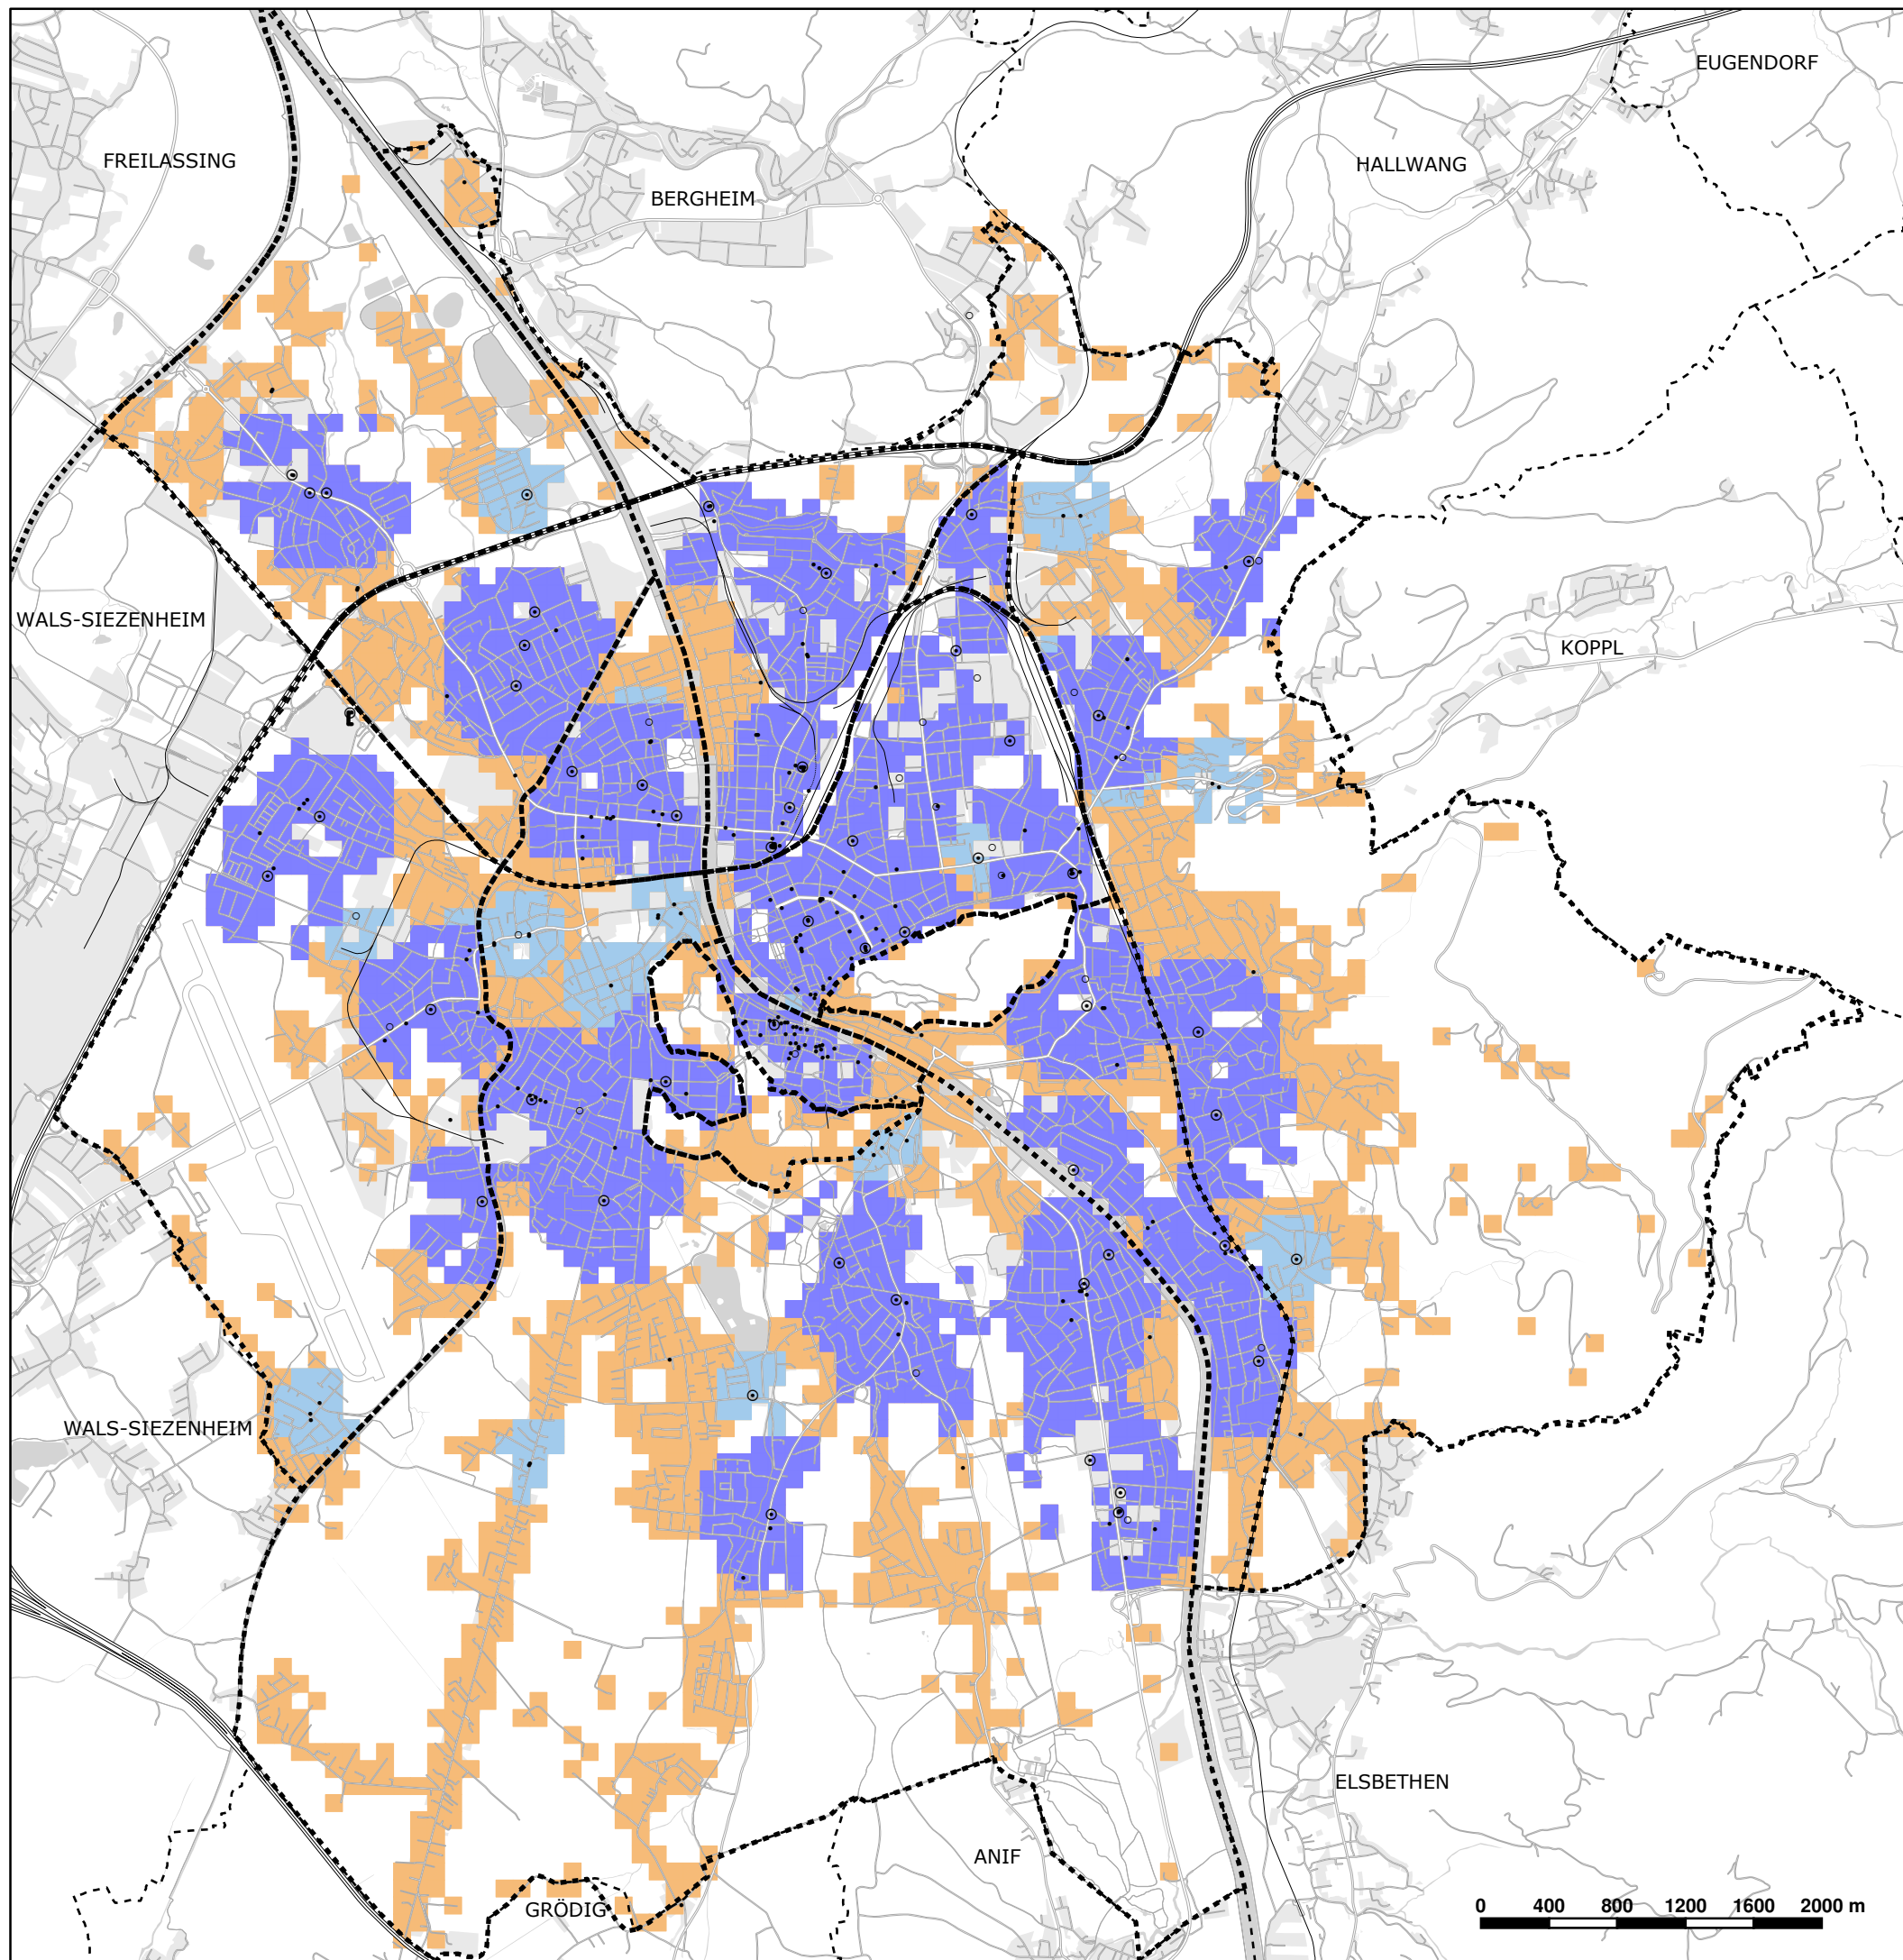 EUGENDORF
FREILASSING
HALLWANG
BERGHEIM
WALS-SIEZENHEIM
KOPPL
WALS-SIEZENHEIM
ELSBETHEN
ANIF
GRÖDIG
0 400 800 1200 1600 2000 m